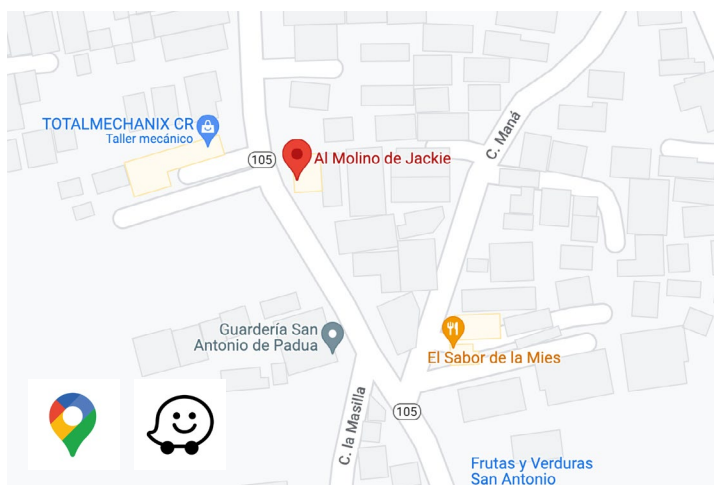 TOTALMECHANIX CR
Taller mecánico
105
Al Molino de Jackie
C. Maná
Guardería San
Antonio de Padua
El Sabor de la Mies
C. la Masilla
105
Frutas y Verduras
San Antonio